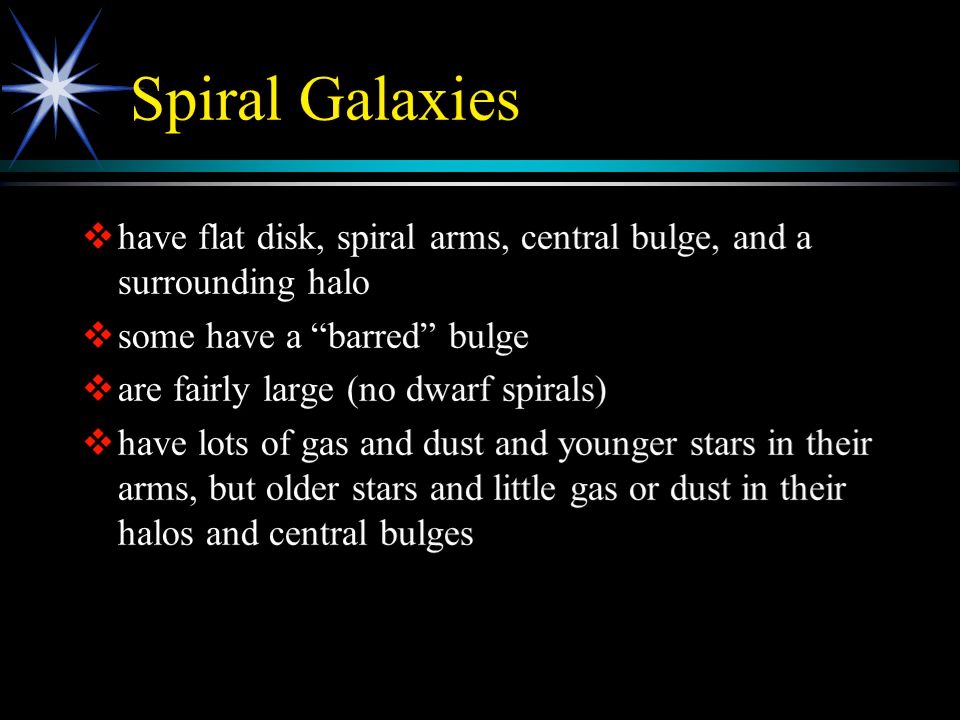 Spiral Galaxies
have flat disk, spiral arms, central bulge, and a
surrounding halo
some have a “barred” bulge
are fairly large (no dwarf spirals)
have lots of gas and dust and younger stars in their
arms, but older stars and little gas or dust in their
halos and central bulges